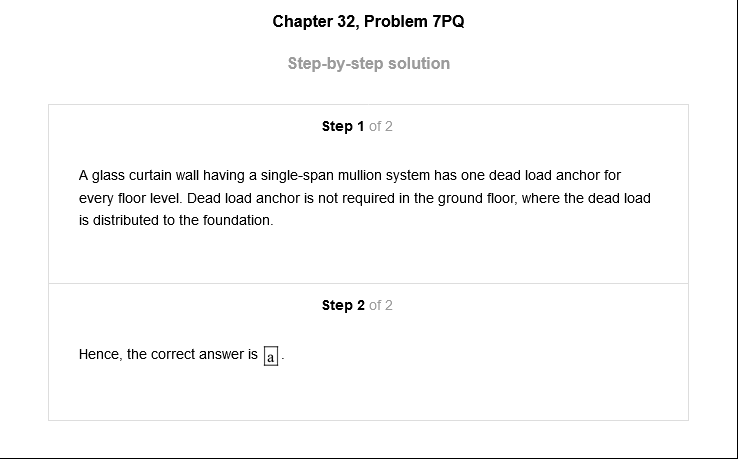 Chapter 32, Problem 7PQ
Step-by-step solution
Step 1 of 2
A glass curtain wall having a single-span mullion system has one dead load anchor for
every floor level. Dead load anchor is not required in the ground floor, where the dead load
is distributed to the foundation.
Step 2 of 2
Hence, the correct answer is a .